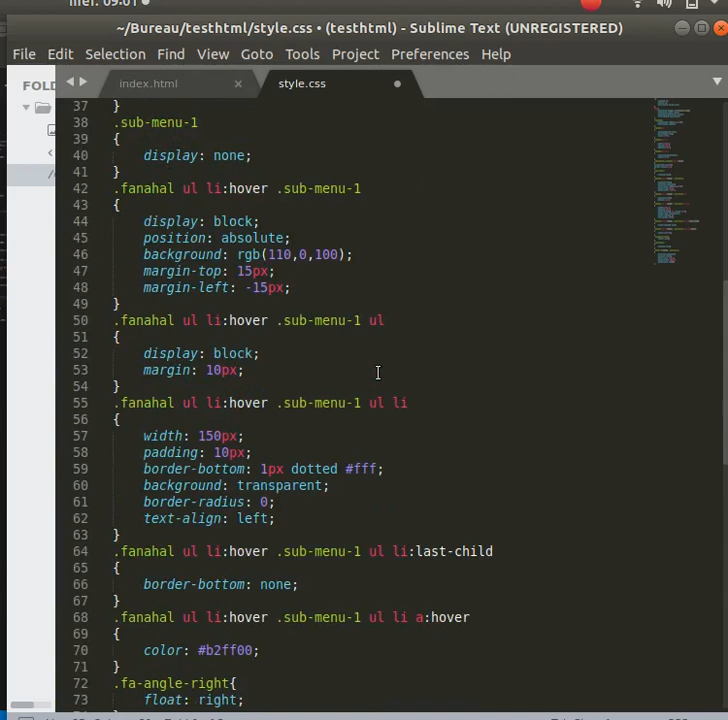 mer. 09:01
~/Bureau/testhtml/style.css • (testhtml) - Sublime Text (UNREGISTERED)
File Edit Selection Find View Goto Tools Project Preferences Help
FOLD
index.html
style.css
37 }
38 .sub-menu-1
39 {
40 display: none;
41 }
42 .fanahal ul li:hover .sub-menu-1
43 {
44 display: block;
45 position: absolute;
46 background: rgb(110,0,100);
47 margin-top: 15px;
48 margin-left: -15px;
49 }
50 .fanahal ul li:hover .sub-menu-1 ul
51 {
52 display: block;
53 margin: 10px;
54 }
55 .fanahal ul li:hover .sub-menu-1 ul li
56 {
57 width: 150px;
58 padding: 10px;
59 border-bottom: 1px dotted #fff;
60 background: transparent;
61 border-radius: 0;
62 text-align: left;
63 }
64 .fanahal ul li:hover .sub-menu-1 ul li:last-child
65 {
66 border-bottom: none;
67 }
68 .fanahal ul li:hover .sub-menu-1 ul li a:hover
69 {
70 color: #b2ff00;
71 }
72 .fa-angle-right{
73 float: right;